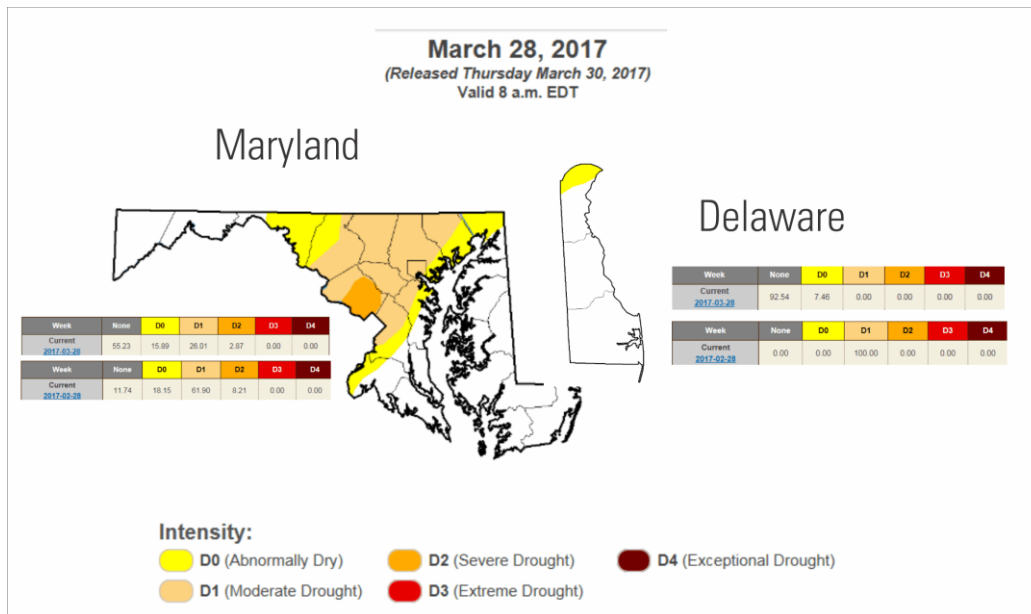 March 28, 2017
(Released Thursday March 30, 2017)
Valid 8 a.m. EDT
Maryland
Delaware
Week None D0 D1 D2 D3 D4
Current 2017-03-28 55.23 15.89 26.01 2.87 0.00 0.00
Week None D0 D1 D2 D3 D4
Current 2017-02-28 11.74 18.15 61.90 8.21 0.00 0.00
Week None D0 D1 D2 D3 D4
Current 2017-03-28 92.54 7.46 0.00 0.00 0.00 0.00
Week None D0 D1 D2 D3 D4
Current 2017-02-28 0.00 0.00 100.00 0.00 0.00 0.00
Intensity:
D0 (Abnormally Dry)
D1 (Moderate Drought)
D2 (Severe Drought)
D3 (Extreme Drought)
D4 (Exceptional Drought)